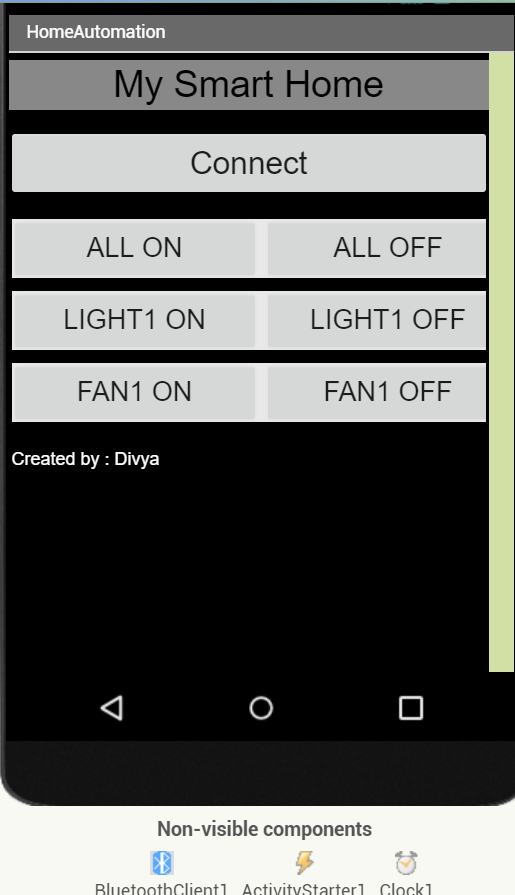 HomeAutomation
My Smart Home
Connect
ALL ON ALL OFF
LIGHT1 ON LIGHT1 OFF
FAN1 ON FAN1 OFF
Created by : Divya
Non-visible components
BluetoothClient1 ActivityStarter1 Clock1